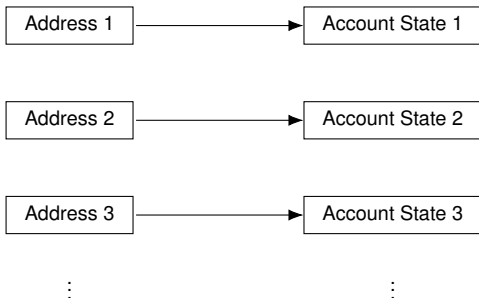 Address 1 Account State 1
Address 2 Account State 2
Address 3 Account State 3
⋮ ⋮